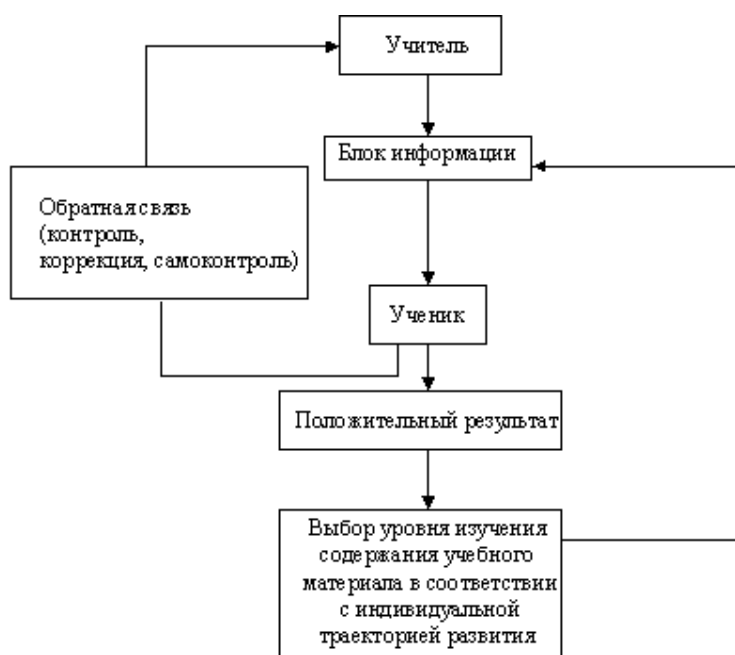 Учитель
Блок информации
Обратная связь
(контроль,
коррекция, самоконтроль)
Ученик
Положительный результат
Выбор уровня изучения
содержания учебного
материала в соответствии
с индивидуальной
траекторией развития